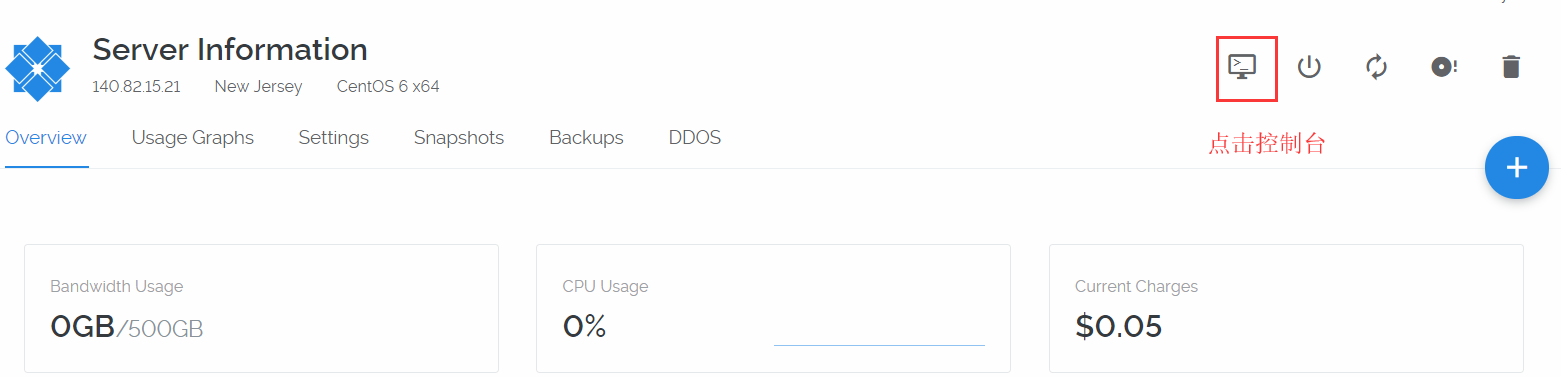 Server Information
140.82.15.21 New Jersey CentOS 6 x64
点击控制台
Overview Usage Graphs Settings Snapshots Backups DDOS
Bandwidth Usage
0GB/500GB
CPU Usage
0%
Current Charges
$0.05